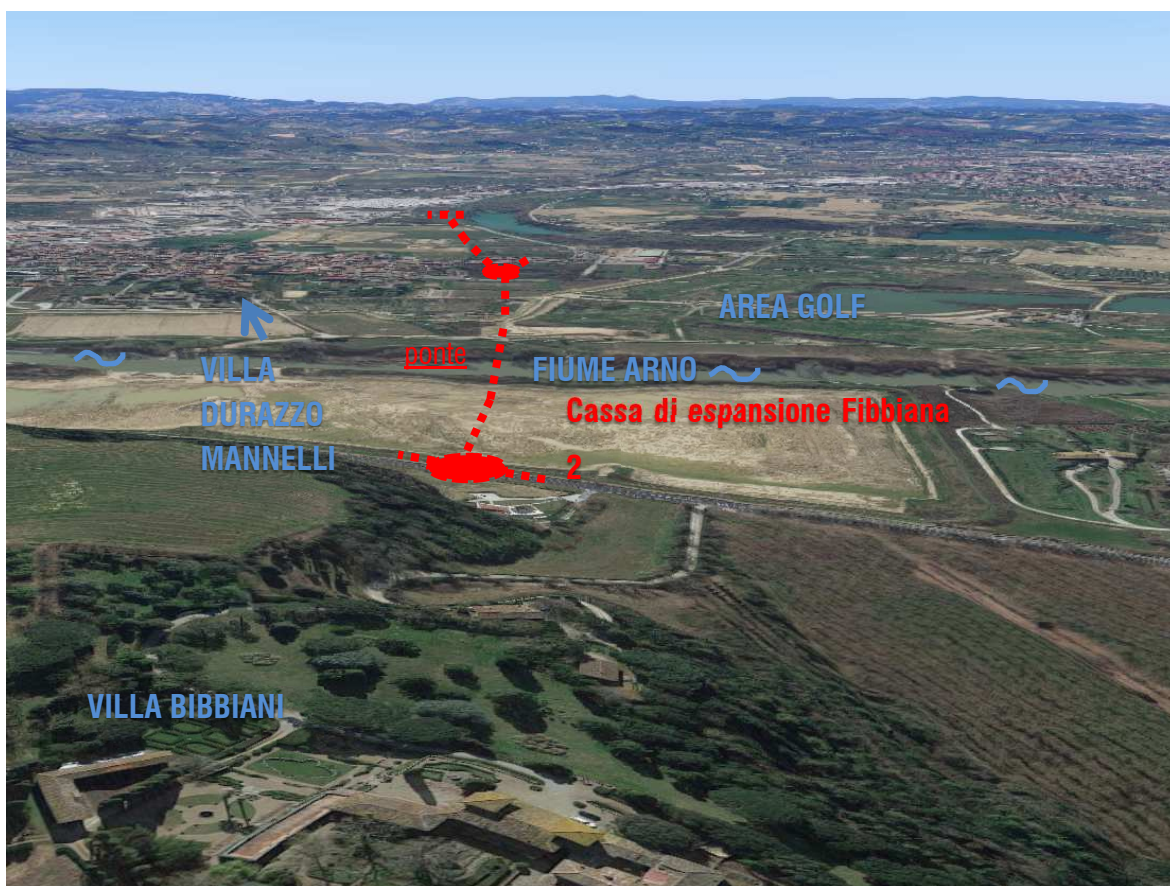 AREA GOLF
ponte
FIUME ARNO
VILLA
DURAZZO
MANNELLI
Cassa di espansione Fibbiana
2
VILLA BIBBIANI